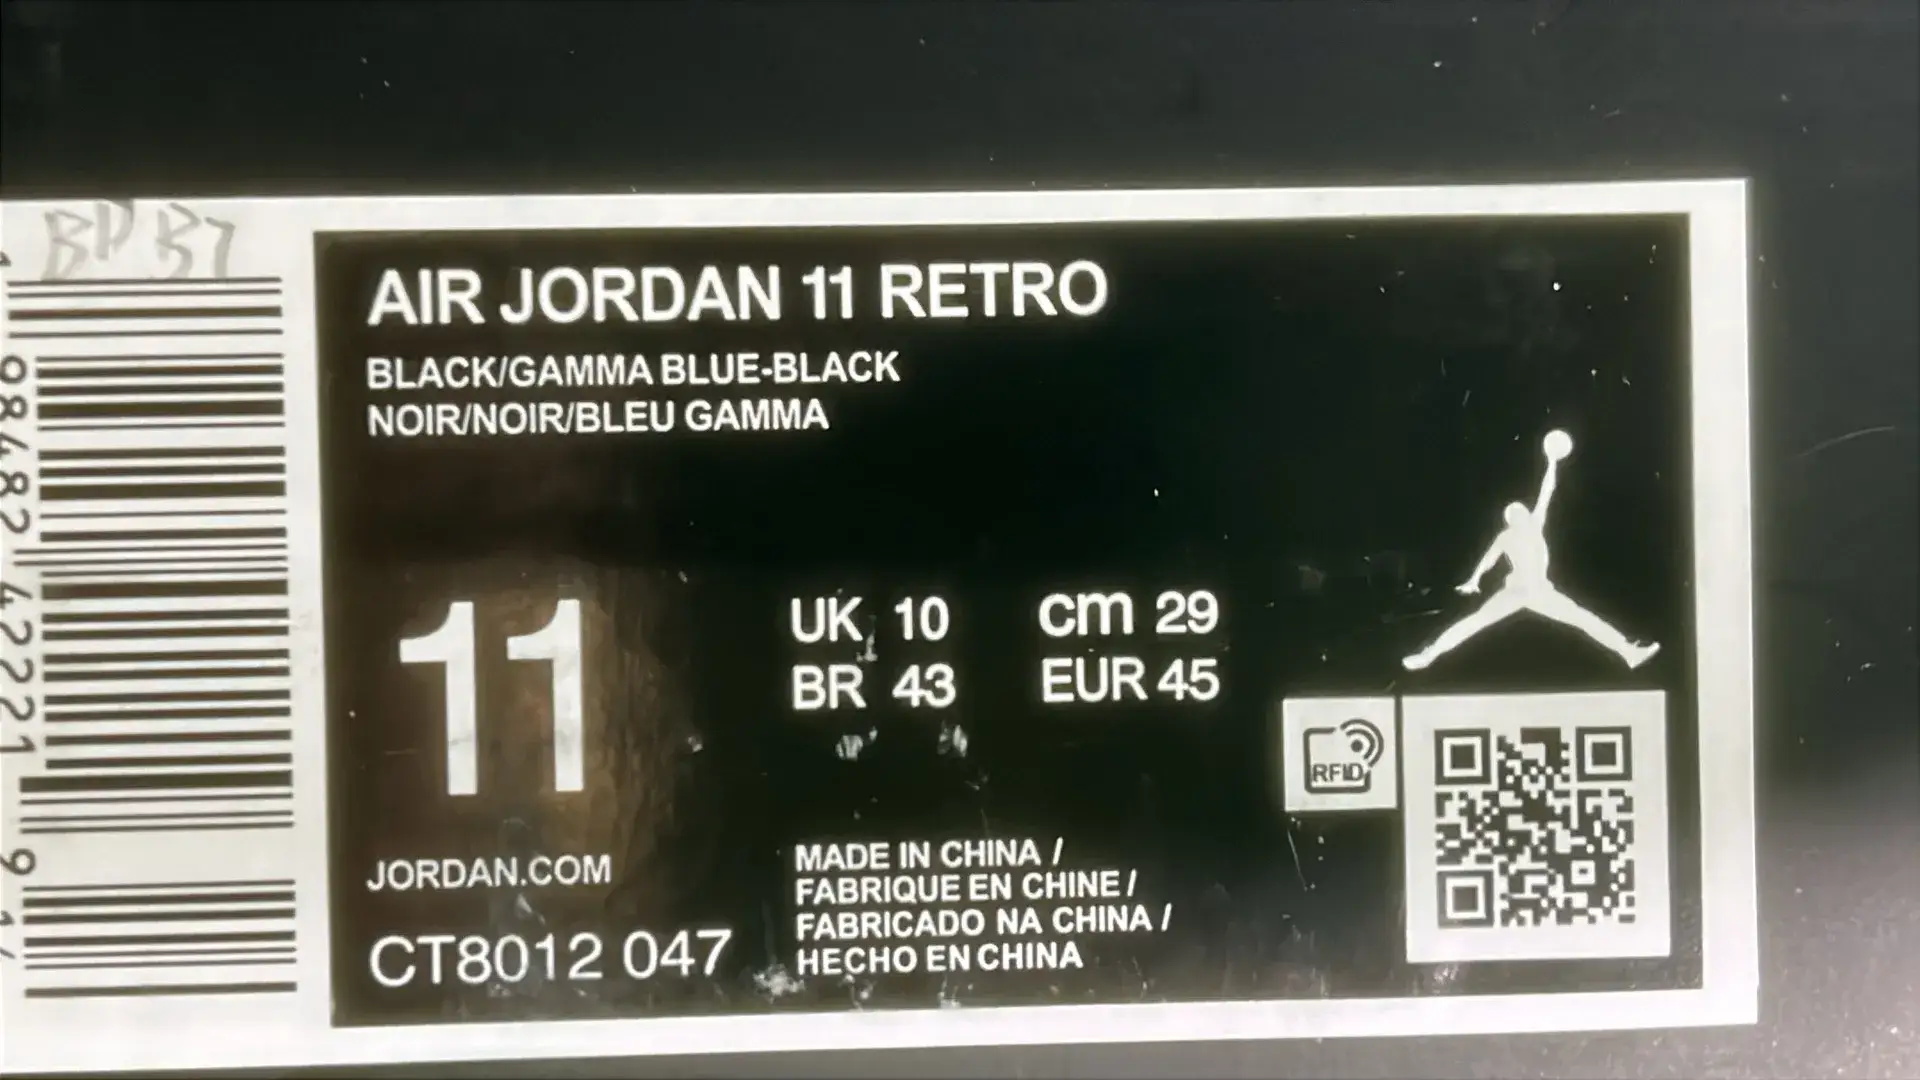 BP B7
AIR JORDAN 11 RETRO
BLACK/GAMMA BLUE-BLACK
NOIR/NOIR/BLEU GAMMA
11
UK 10
cm 29
BR 43
EUR 45
RFID
JORDAN.COM
CT8012 047
MADE IN CHINA /
FABRIQUE EN CHINE /
FABRICADO NA CHINA /
HECHO EN CHINA